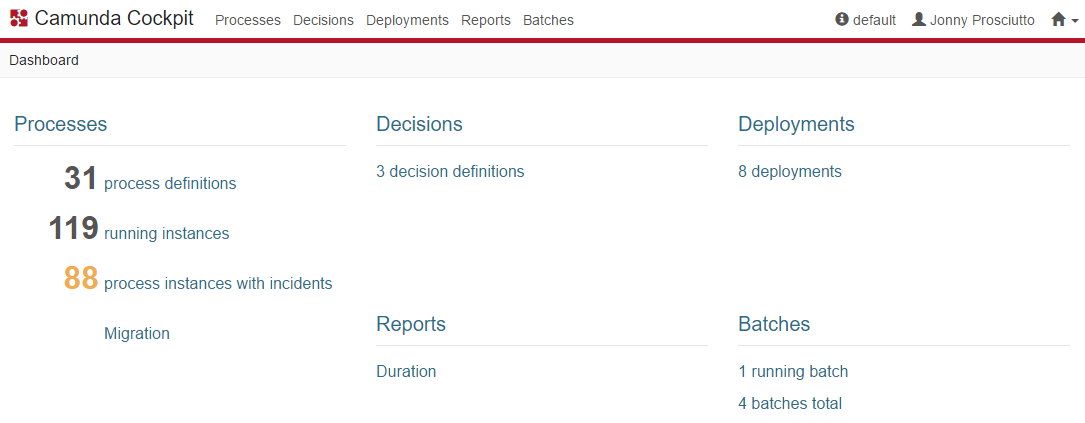 Camunda Cockpit Processes Decisions Deployments Reports Batches default Jonny Prosciutto
Dashboard
Processes
31 process definitions
119 running instances
88 process instances with incidents
Migration
Decisions
3 decision definitions
Deployments
8 deployments
Reports
Duration
Batches
1 running batch
4 batches total